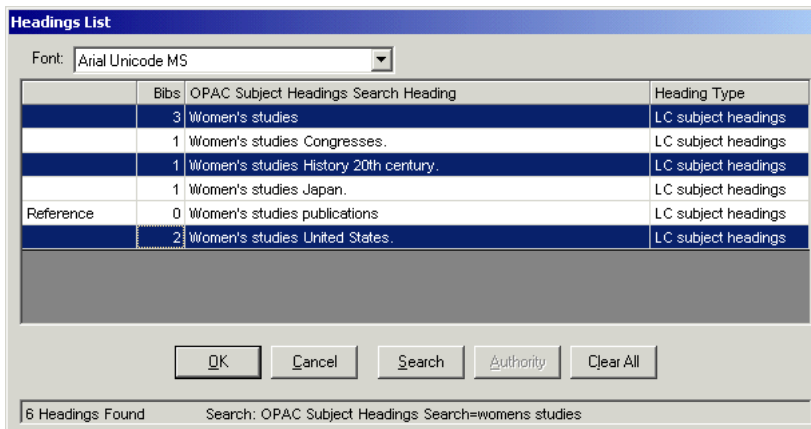 Headings List
Font: Arial Unicode MS
Bibs OPAC Subject Headings Search Heading Heading Type
3 Women's studies LC subject headings
1 Women's studies Congresses. LC subject headings
1 Women's studies History 20th century. LC subject headings
1 Women's studies Japan. LC subject headings
Reference 0 Women's studies publications LC subject headings
2 Women's studies United States. LC subject headings
OK Cancel Search Authority Clear All
6 Headings Found Search: OPAC Subject Headings Search=womens studies